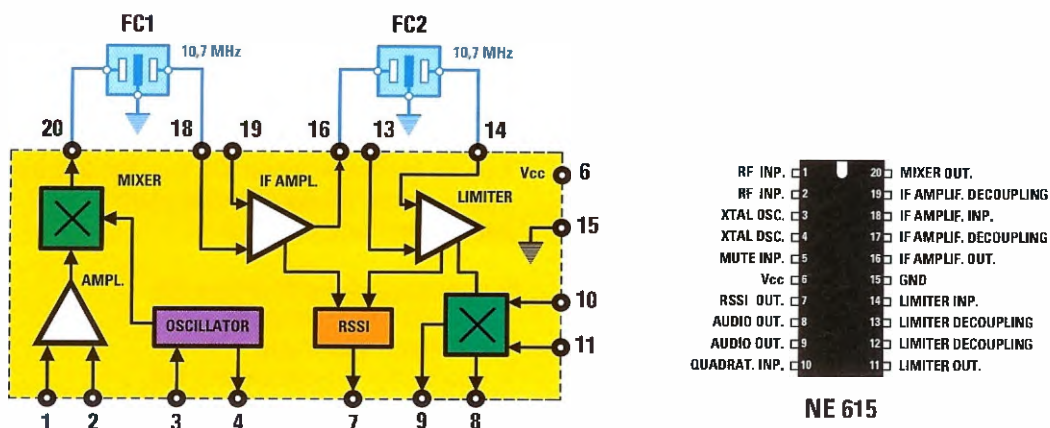 FC1
FC2
10,7 MHz
10,7 MHz
20
18
19
16
13
14
MIXER
IF AMPL.
LIMITER
Vcc
6
15
AMPL.
OSCILLATOR
RSSI
10
11
1
2
3
4
7
9
8
RF INP. 1 20 MIXER OUT.
RF INP. 2 19 IF AMPLIF. DECOUPLING
XTAL OSC. 3 18 IF AMPLIF. INP.
XTAL OSC. 4 17 IF AMPLIF. DECOUPLING
MUTE INP. 5 16 IF AMPLIF. OUT.
Vcc 6 15 GND
RSSI OUT. 7 14 LIMITER INP.
AUDIO OUT. 8 13 LIMITER DECOUPLING
AUDIO OUT. 9 12 LIMITER DECOUPLING
QUADRAT. INP. 10 11 LIMITER OUT.
NE 615